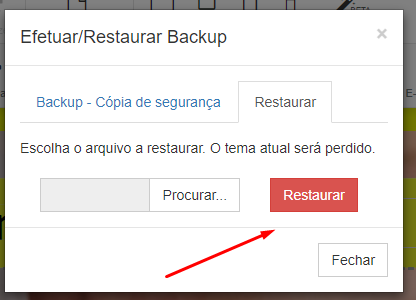 Efetuar/Restaurar Backup
×
Backup - Cópia de segurança
Restaurar
Escolha o arquivo a restaurar. O tema atual será perdido.
Procurar...
Restaurar
Fechar